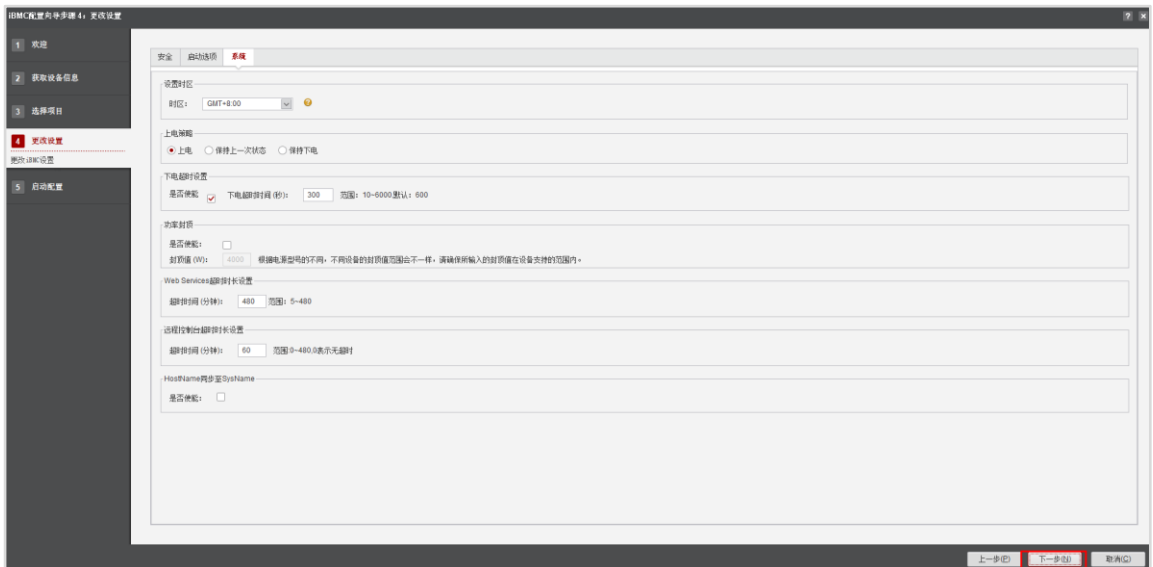 iBMC配置向导步骤 4: 更改设置
? ×
1 欢迎
2 获取设备信息
3 选择项目
4 更改设置
更改 iBMC设置
5 启动配置
安全 启动选项 系统
设置时区
时区: GMT+8:00
上电策略
上电 保持上一次状态 保持下电
下电超时设置
是否使能 下电超时时间(秒): 300 范围: 10~6000.默认: 600
功率封顶
是否使能:
封顶值(W): 4000 根据电源型号的不同,不同设备的封顶值范围会不一样,请确保所输入的封顶值在设备支持的范围内。
Web Services超时时长设置
超时时间(分钟): 480 范围: 5~480
远程控制台超时时长设置
超时时间(分钟): 60 范围:0~480,0表示无超时
HostName同步至SysName
是否使能:
上一步(P) 下一步(N) 取消(C)